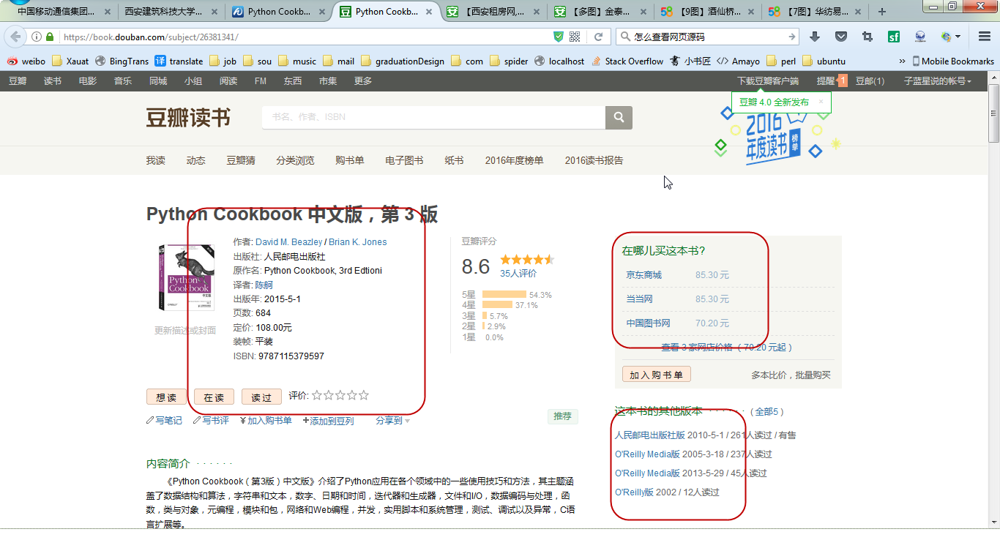 中国移动通信集团...
西安建筑科技大学...
Python Cookb...
Python Cookb...
【西安租房网,...
【多图】金泰...
58 【9图】酒仙桥...
58 【7图】华纺易...
https://book.douban.com/subject/26381341/
怎么查看网页源码
weibo Xauat BingTrans 译 translate job sou music mail graduationDesign com spider localhost Stack Overflow 小书匠 </> Amayo perl ubuntu » Mobile Bookmarks
豆瓣 读书 电影 音乐 同城 小组 阅读 FM 东西 市集 更多 下载豆瓣客户端 提醒 1 豆邮(1) 子蓝星说的帐号
豆瓣 4.0 全新发布 ×
豆瓣读书
书名、作者、ISBN
2016
年度读书
榜单
我读 动态 豆瓣猜 分类浏览 购书单 电子图书 纸书 2016年度榜单 2016读书报告
Python Cookbook 中文版，第 3 版
Python
Cookbook
中文版
更新描述或封面
作者: David M. Beazley / Brian K. Jones
出版社: 人民邮电出版社
原作名: Python Cookbook, 3rd Edtioni
译者: 陈舸
出版年: 2015-5-1
页数: 684
定价: 108.00元
装帧: 平装
ISBN: 9787115379597
豆瓣评分
8.6
35人评价
5星 54.3%
4星 37.1%
3星 5.7%
2星 2.9%
1星 0.0%
在哪儿买这本书?
京东商城 85.30 元
当当网 85.30 元
中国图书网 70.20 元
查看 3 家网店价格 （ 70.20 元起 ）
加入购书单 多本比价，批量购买
想读 在读 读过 评价:
写笔记 写书评 ¥加入购书单 +添加到豆列 分享到
推荐
这本书的其他版本 · · · · · · ( 全部5 )
人民邮电出版社版 2010-5-1 / 261人读过 / 有售
O'Reilly Media版 2005-3-18 / 237人读过
O'Reilly Media版 2013-5-29 / 45人读过
O'Reilly版 2002 / 12人读过
内容简介 · · · · · ·
《Python Cookbook（第3版）中文版》介绍了Python应用在各个领域中的一些使用技巧和方法，其主题涵
盖了数据结构和算法，字符串和文本，数字、日期和时间，迭代器和生成器，文件和I/O，数据编码与处理，函
数，类与对象，元编程，模块和包，网络和Web编程，并发，实用脚本和系统管理，测试、调试以及异常，C语
言扩展等。